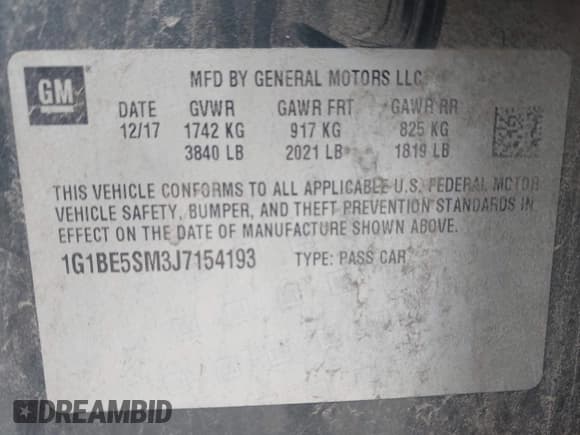 GM
MFD BY GENERAL MOTORS LLC
DATE GVWR GAWR FRT GAWR RR
12/17 1742 KG 917 KG 825 KG
3840 LB 2021 LB 1819 LB
THIS VEHICLE CONFORMS TO ALL APPLICABLE U.S. FEDERAL MOTOR
VEHICLE SAFETY, BUMPER, AND THEFT PREVENTION STANDARDS IN
EFFECT ON THE DATE OF MANUFACTURE SHOWN ABOVE.
1G1BE5SM3J7154193 TYPE: PASS CAR
DREAMBID